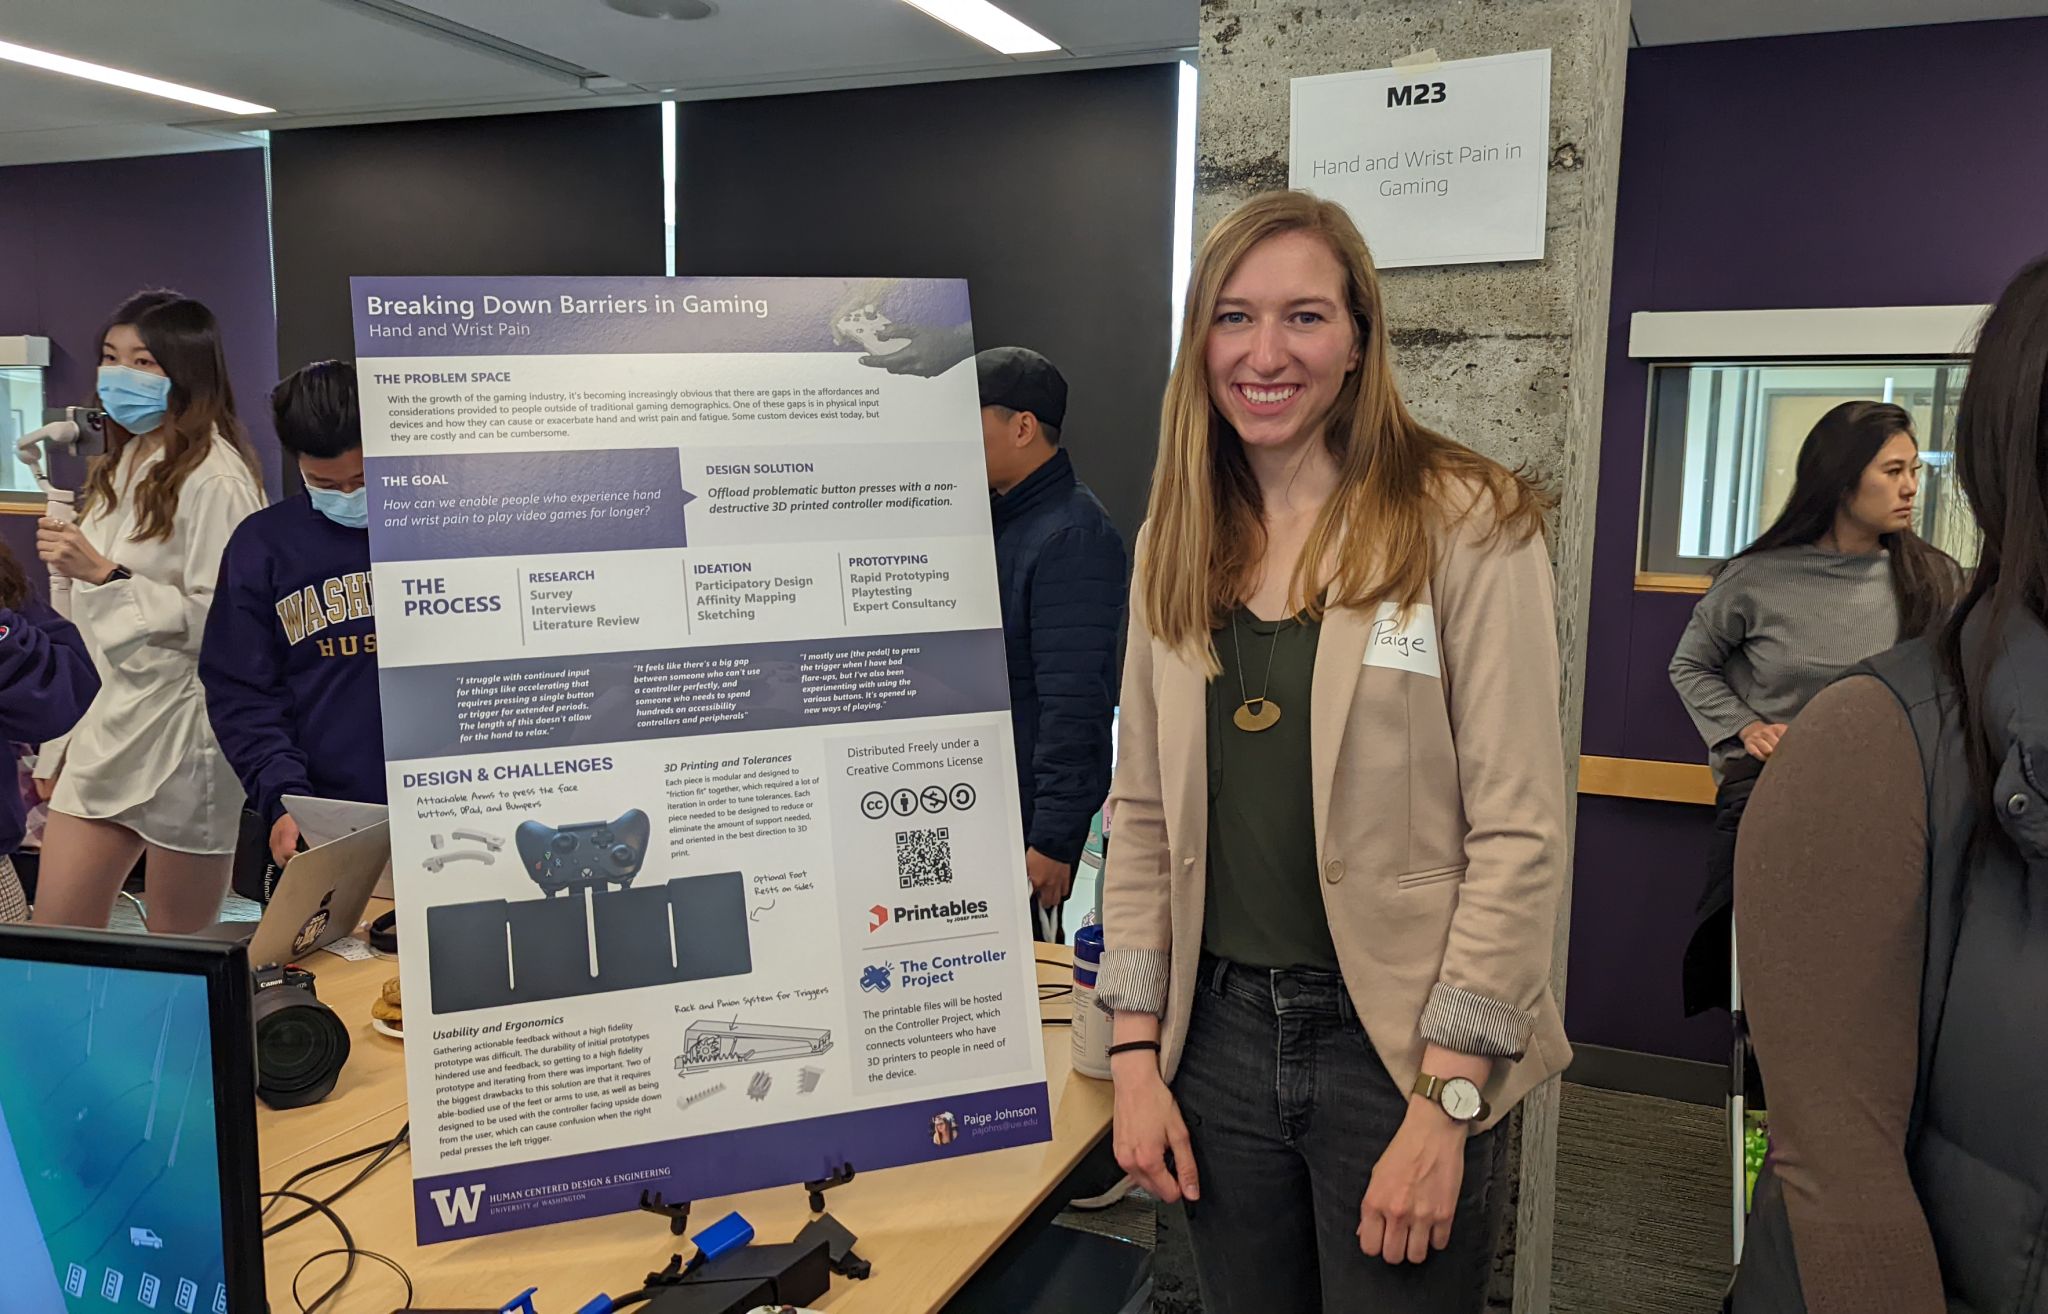 M23
Hand and Wrist Pain in
Gaming
Breaking Down Barriers in Gaming
Hand and Wrist Pain
THE PROBLEM SPACE
With the growth of the gaming industry, it's becoming increasingly obvious that there are gaps in the affordances and
considerations provided to people outside of traditional gaming demographics. One of these gaps is in physical input
devices and how they can cause or exacerbate hand and wrist pain and fatigue. Some custom devices exist today, but
they are costly and can be cumbersome.
THE GOAL
How can we enable people who experience hand
and wrist pain to play video games for longer?
DESIGN SOLUTION
Offload problematic button presses with a non-
destructive 3D printed controller modification.
THE
PROCESS
RESEARCH
Survey
Interviews
Literature Review
IDEATION
Participatory Design
Affinity Mapping
Sketching
PROTOTYPING
Rapid Prototyping
Playtesting
Expert Consultancy
"I struggle with continued input
for things like accelerating that
requires pressing a single button
or trigger for extended periods.
The length of this doesn't allow
for the hand to relax."
"It feels like there's a big gap
between someone who can't use
a controller perfectly, and
someone who needs to spend
hundreds on accessibility
controllers and peripherals"
"I mostly use [the pedal] to press
the trigger when I have bad
flare-ups, but I've also been
experimenting with using the
various buttons. It's opened up
new ways of playing."
DESIGN & CHALLENGES
Attachable Arms to press the face
buttons, DPad, and Bumpers
3D Printing and Tolerances
Each piece is modular and designed to
"friction fit" together, which required a lot of
iteration in order to tune tolerances. Each
piece needed to be designed to reduce or
eliminate the amount of support needed,
and oriented in the best direction to 3D
print.
Optional Foot
Rests on sides
Usability and Ergonomics
Gathering actionable feedback without a high fidelity
prototype was difficult. The durability of initial prototypes
hindered use and feedback, so getting to a high fidelity
prototype and iterating from there was important. Two of
the biggest drawbacks to this solution are that it requires
able-bodied use of the feet or arms to use, as well as being
designed to be used with the controller facing upside down
from the user, which can cause confusion when the right
pedal presses the left trigger.
Rack and Pinion System for Triggers
Distributed Freely under a
Creative Commons License
cc
Printables
by JOSEF PRUSA
The Controller
Project
The printable files will be hosted
on the Controller Project, which
connects volunteers who have
3D printers to people in need of
the device.
Paige Johnson
pajohns@uw.edu
W HUMAN CENTERED DESIGN & ENGINEERING
UNIVERSITY of WASHINGTON
Paige
WASH
HUS
lululemon
Canon